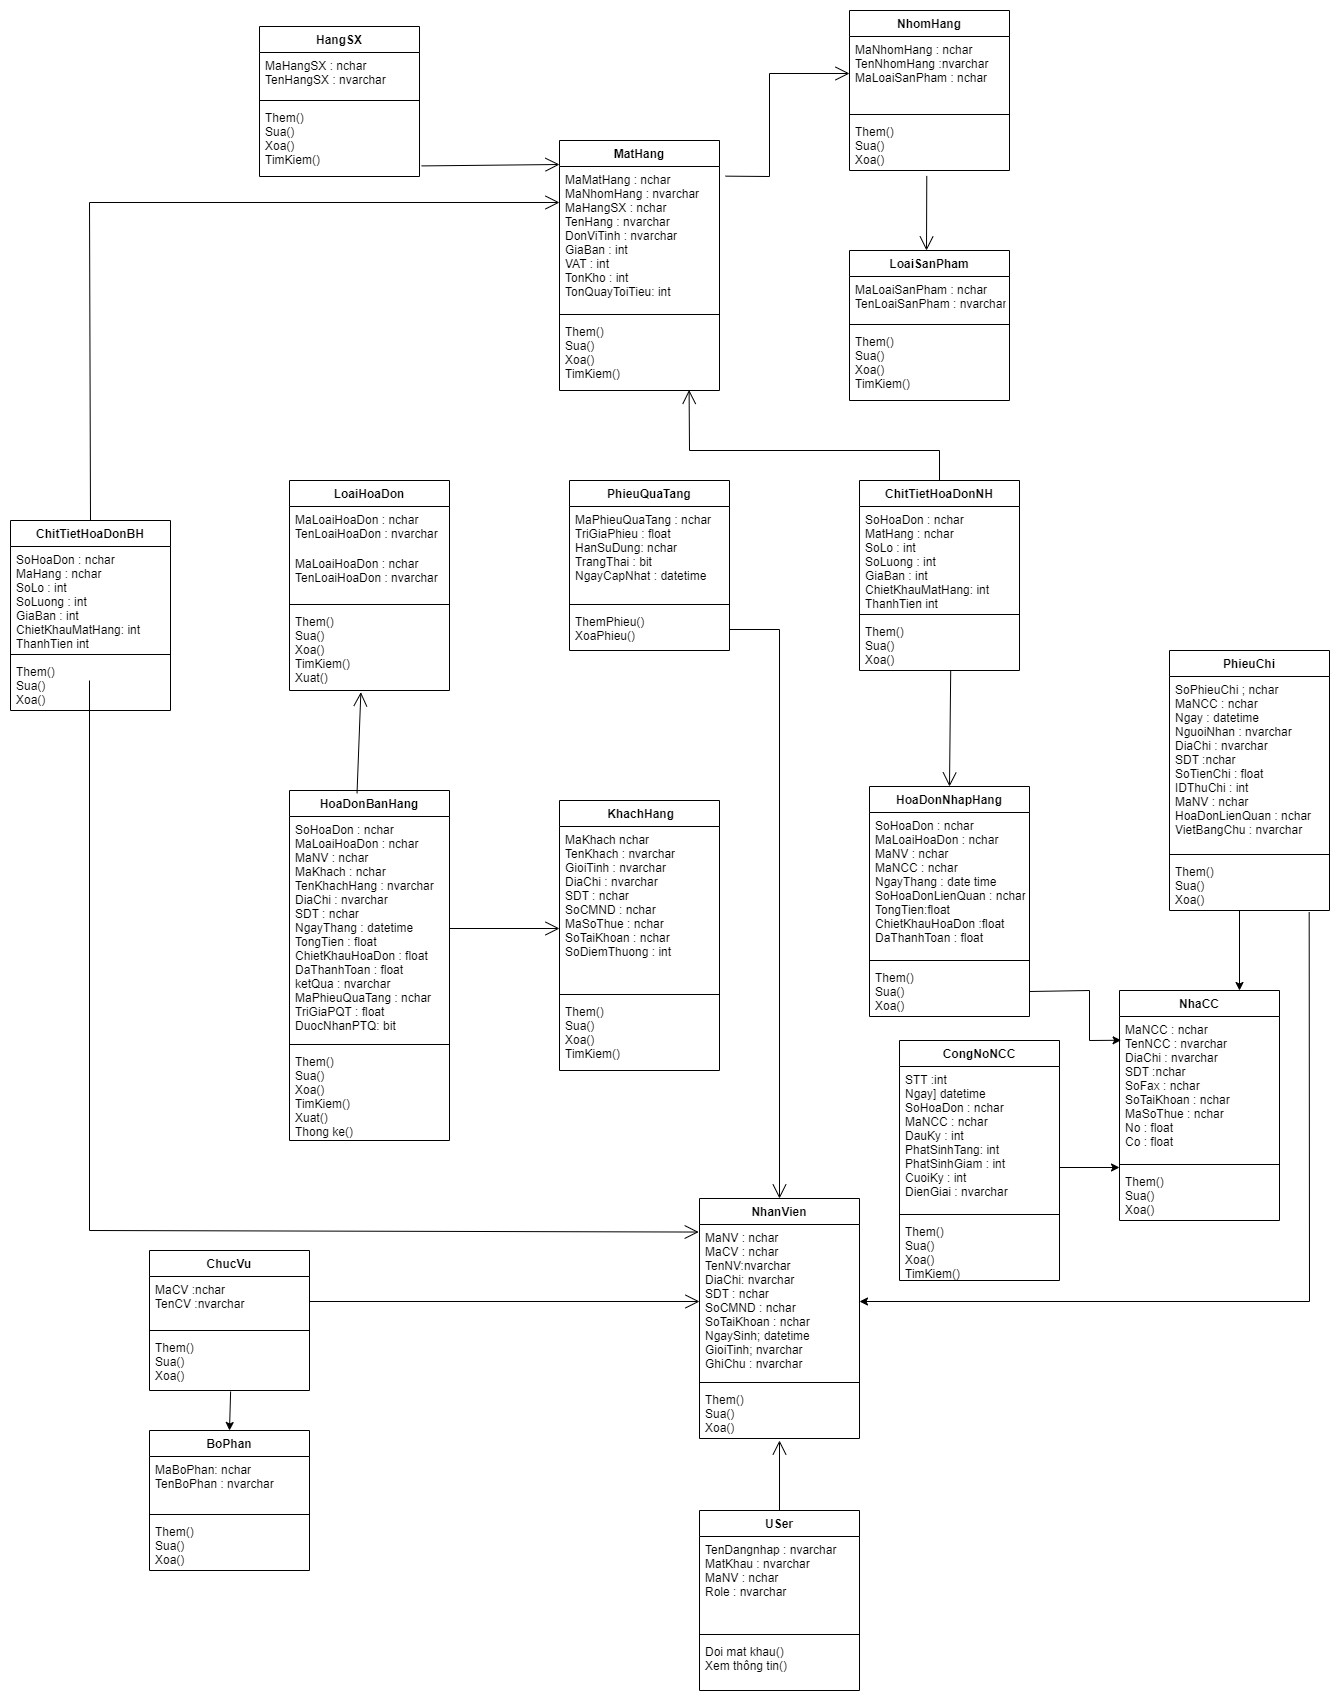 HangSX
MaHangSX : nchar
TenHangSX : nvarchar
Them()
Sua()
Xoa()
TimKiem()
NhomHang
MaNhomHang : nchar
TenNhomHang :nvarchar
MaLoaiSanPham : nchar
Them()
Sua()
Xoa()
MatHang
MaMatHang : nchar
MaNhomHang : nvarchar
MaHangSX : nchar
TenHang : nvarchar
DonViTinh : nvarchar
GiaBan : int
VAT : int
TonKho : int
TonQuayToiTieu: int
Them()
Sua()
Xoa()
TimKiem()
LoaiSanPham
MaLoaiSanPham : nchar
TenLoaiSanPham : nvarchar
Them()
Sua()
Xoa()
TimKiem()
ChitTietHoaDonBH
SoHoaDon : nchar
MaHang : nchar
SoLo : int
SoLuong : int
GiaBan : int
ChietKhauMatHang: int
ThanhTien int
Them()
Sua()
Xoa()
LoaiHoaDon
MaLoaiHoaDon : nchar
TenLoaiHoaDon : nvarchar
MaLoaiHoaDon : nchar
TenLoaiHoaDon : nvarchar
Them()
Sua()
Xoa()
TimKiem()
Xuat()
PhieuQuaTang
MaPhieuQuaTang : nchar
TriGiaPhieu : float
HanSuDung: nchar
TrangThai : bit
NgayCapNhat : datetime
ThemPhieu()
XoaPhieu()
ChitTietHoaDonNH
SoHoaDon : nchar
MatHang : nchar
SoLo : int
SoLuong : int
GiaBan : int
ChietKhauMatHang: int
ThanhTien int
Them()
Sua()
Xoa()
PhieuChi
SoPhieuChi ; nchar
MaNCC : nchar
Ngay : datetime
NguoiNhan : nvarchar
DiaChi : nvarchar
SDT :nchar
SoTienChi : float
IDThuChi : int
MaNV : nchar
HoaDonLienQuan : nchar
VietBangChu : nvarchar
Them()
Sua()
Xoa()
HoaDonBanHang
SoHoaDon : nchar
MaLoaiHoaDon : nchar
MaNV : nchar
MaKhach : nchar
TenKhachHang : nvarchar
DiaChi : nvarchar
SDT : nchar
NgayThang : datetime
TongTien : float
ChietKhauHoaDon : float
DaThanhToan : float
ketQua : nvarchar
MaPhieuQuaTang : nchar
TriGiaPQT : float
DuocNhanPTQ: bit
Them()
Sua()
Xoa()
TimKiem()
Xuat()
Thong ke()
KhachHang
MaKhach nchar
TenKhach : nvarchar
GioiTinh : nvarchar
DiaChi : nvarchar
SDT : nchar
SoCMND : nchar
MaSoThue : nchar
SoTaiKhoan : nchar
SoDiemThuong : int
Them()
Sua()
Xoa()
TimKiem()
HoaDonNhapHang
SoHoaDon : nchar
MaLoaiHoaDon : nchar
MaNV : nchar
MaNCC : nchar
NgayThang : date time
SoHoaDonLienQuan : nchar
TongTien:float
ChietKhauHoaDon :float
DaThanhToan : float
Them()
Sua()
Xoa()
NhaCC
MaNCC : nchar
TenNCC : nvarchar
DiaChi : nvarchar
SDT :nchar
SoFax : nchar
SoTaiKhoan : nchar
MaSoThue : nchar
No : float
Co : float
Them()
Sua()
Xoa()
CongNoNCC
STT :int
Ngay] datetime
SoHoaDon : nchar
MaNCC : nchar
DauKy : int
PhatSinhTang: int
PhatSinhGiam : int
CuoiKy : int
DienGiai : nvarchar
Them()
Sua()
Xoa()
TimKiem()
NhanVien
MaNV : nchar
MaCV : nchar
TenNV:nvarchar
DiaChi: nvarchar
SDT : nchar
SoCMND : nchar
SoTaiKhoan : nchar
NgaySinh; datetime
GioiTinh; nvarchar
GhiChu : nvarchar
Them()
Sua()
Xoa()
ChucVu
MaCV :nchar
TenCV :nvarchar
Them()
Sua()
Xoa()
BoPhan
MaBoPhan: nchar
TenBoPhan : nvarchar
Them()
Sua()
Xoa()
USer
TenDangnhap : nvarchar
MatKhau : nvarchar
MaNV : nchar
Role : nvarchar
Doi mat khau()
Xem thông tin()